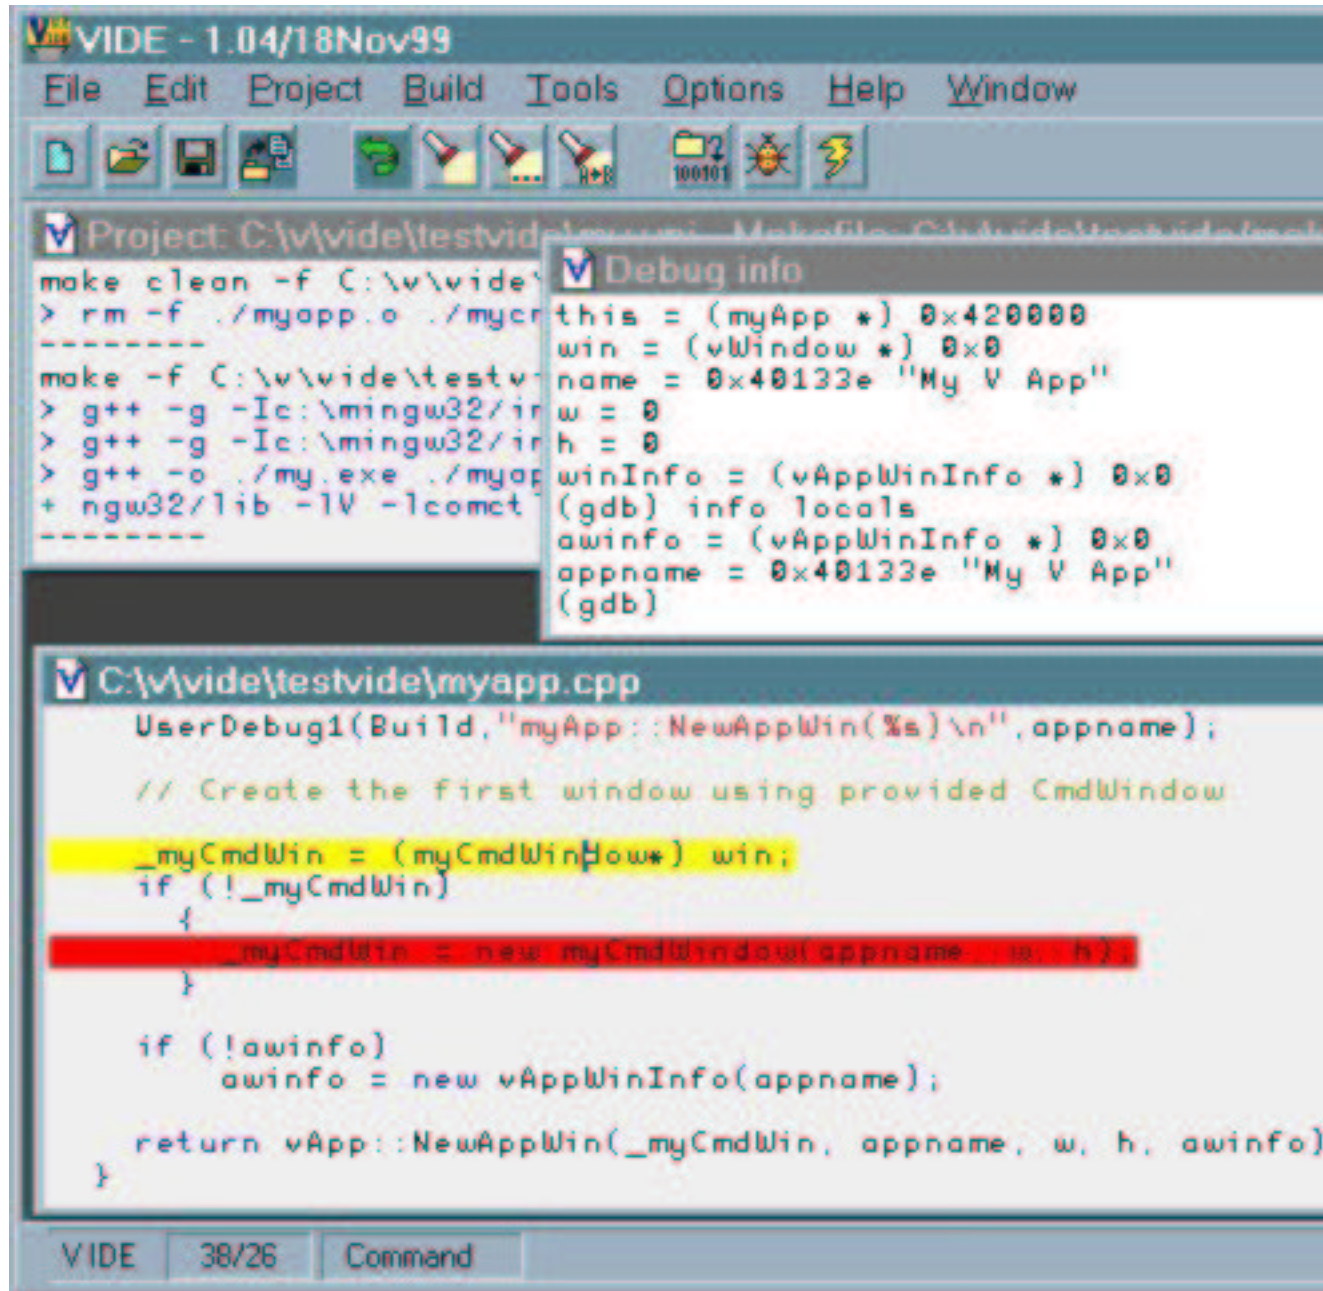 VIDE - 1.04/18Nov99
File Edit Project Build Tools Options Help Window
A+B
100101
Project: C:\v\vide\testvid
make clean -f C:\v\vide\
> rm -f ./myapp.o ./mycm
--------
make -f C:\v\vide\testv
> g++ -g -Ic:\mingw32/in
> g++ -g -Ic:\mingw32/in
> g++ -o ./my.exe ./myap
+ ngw32/lib -lV -lcomct
--------
Debug info
this = (myApp *) 0x420000
win = (vWindow *) 0x0
name = 0x40133e "My V App"
w = 0
h = 0
winInfo = (vAppWinInfo *) 0x0
(gdb) info locals
awinfo = (vAppWinInfo *) 0x0
appname = 0x40133e "My V App"
(gdb)
C:\v\vide\testvide\myapp.cpp
UserDebug1(Build,"myApp::NewAppWin(%s)\n",appname);
// Create the first window using provided CmdWindow
_myCmdWin = (myCmdWindow*) win;
if (!_myCmdWin)
{
_myCmdWin = new myCmdWindow(appname, w, h);
}
if (!awinfo)
awinfo = new vAppWinInfo(appname);
return vApp::NewAppWin(_myCmdWin, appname, w, h, awinfo)
}
VIDE 38/26 Command